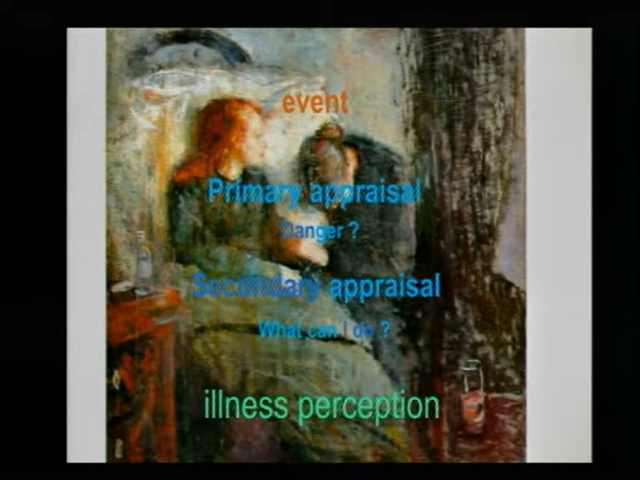 event
Primary appraisal
Danger ?
Secondary appraisal
What can I do ?
illness perception